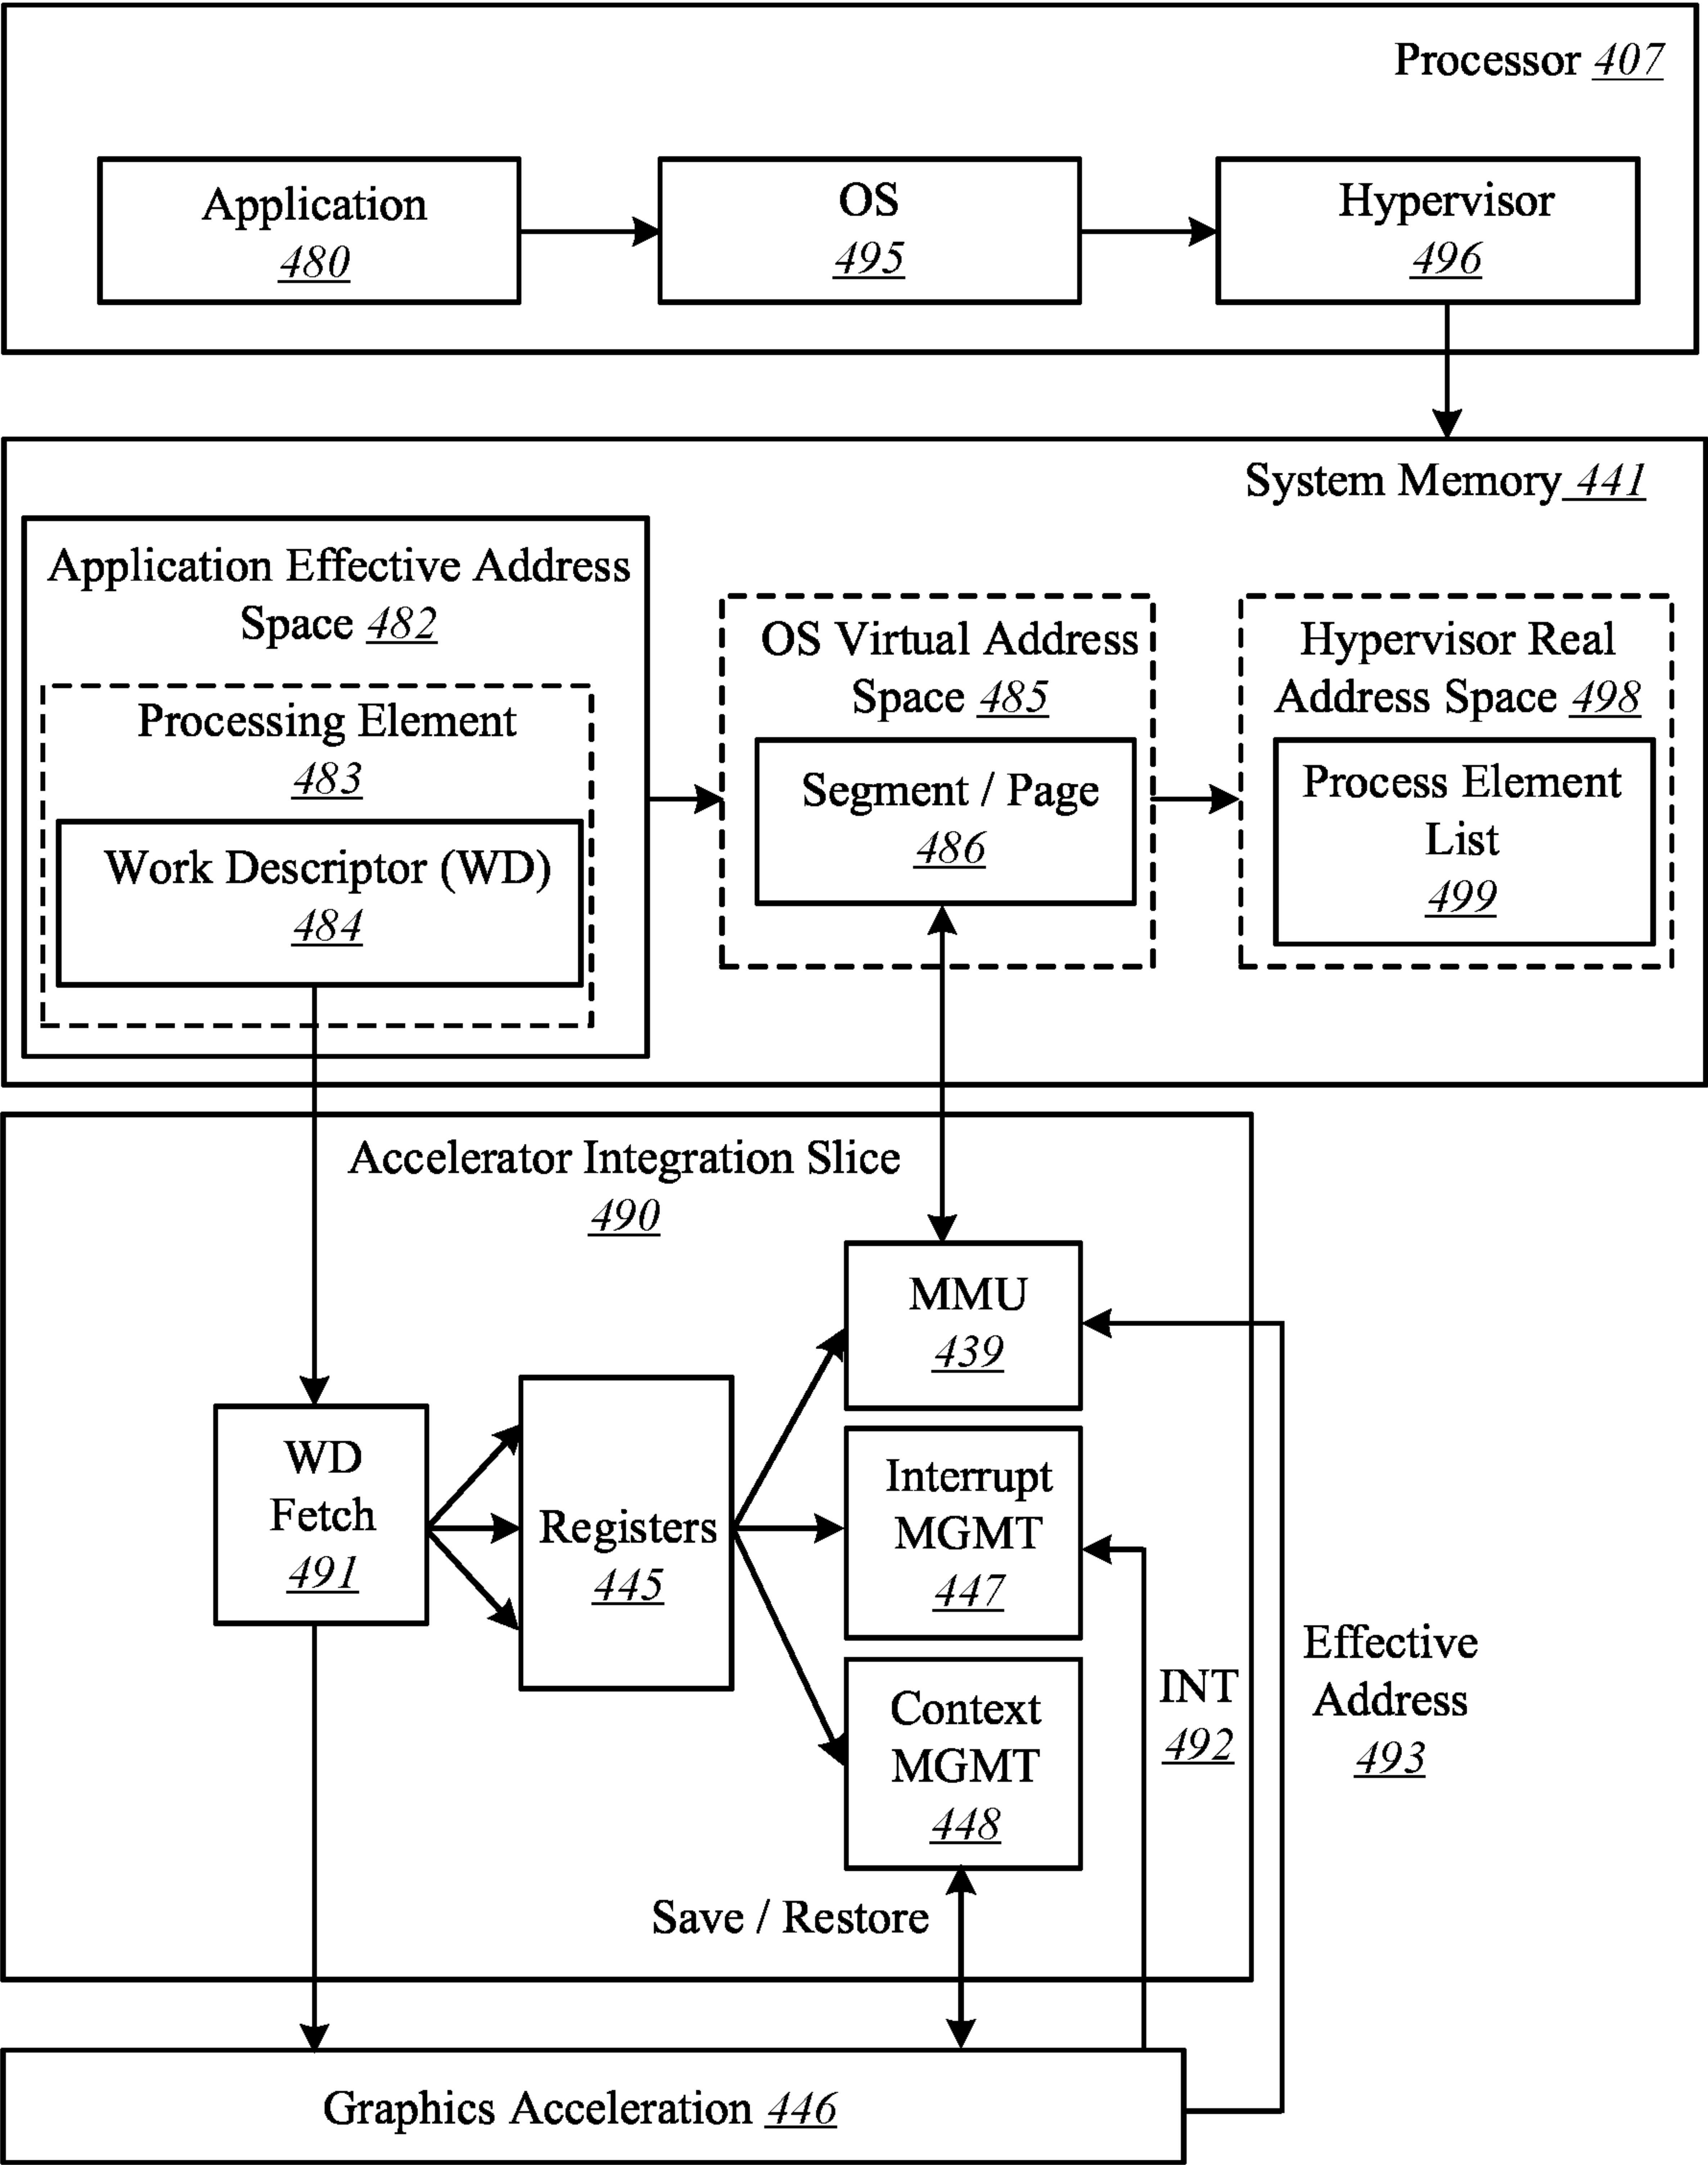 Processor 407
Application
480
OS
495
Hypervisor
496
System Memory 441
Application Effective Address
Space 482
Processing Element
483
Work Descriptor (WD)
484
OS Virtual Address
Space 485
Segment / Page
486
Hypervisor Real
Address Space 498
Process Element
List
499
Accelerator Integration Slice
490
MMU
439
WD
Fetch
491
Registers
445
Interrupt
MGMT
447
Context
MGMT
448
INT
492
Effective
Address
493
Save / Restore
Graphics Acceleration 446